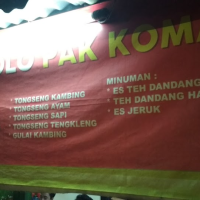 OLO PAK KOMA
* TONGSENG KAMBING
* TONGSENG AYAM
* TONGSENG SAPI
* TONGSENG TENGKLENG
* GULAI KAMBING
MINUMAN :
* ES TEH DANDANG
* TEH DANDANG HA
* ES JERUK